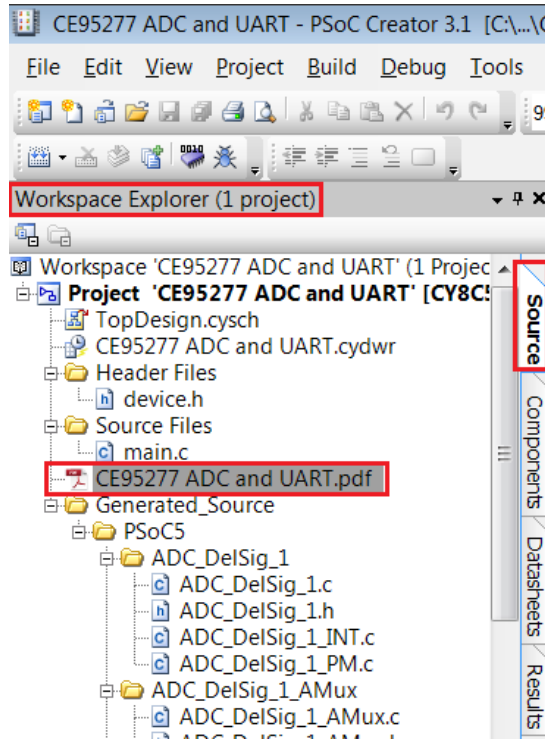 CE95277 ADC and UART - PSoC Creator 3.1 [C:\...\C
File Edit View Project Build Debug Tools
9
0010
Workspace Explorer (1 project)
Workspace 'CE95277 ADC and UART' (1 Projec
Project 'CE95277 ADC and UART' [CY8C5
TopDesign.cysch
CE95277 ADC and UART.cydwr
Header Files
h device.h
Source Files
c main.c
CE95277 ADC and UART.pdf
Generated_Source
PSoC5
ADC_DelSig_1
c ADC_DelSig_1.c
h ADC_DelSig_1.h
c ADC_DelSig_1_INT.c
c ADC_DelSig_1_PM.c
ADC_DelSig_1_AMux
c ADC_DelSig_1_AMux.c
Source
Components
Datasheets
Results